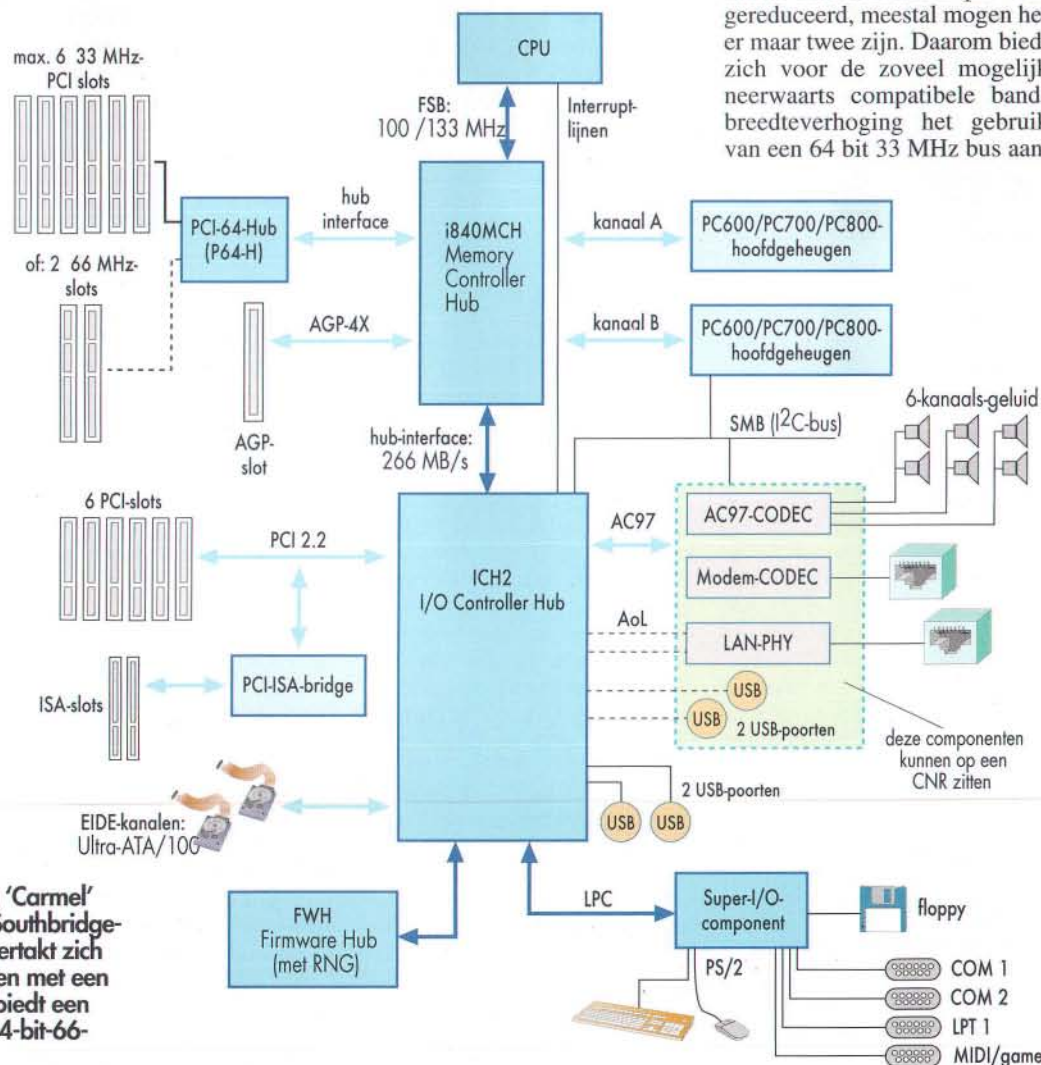 gereduceerd, meestal mogen he
er maar twee zijn. Daarom bied
zich voor de zoveel mogelijk
neerwaarts compatibele band-
breedteverhoging het gebruik
van een 64 bit 33 MHz bus aan
CPU
max. 6 33 MHz-
PCI slots
FSB:
100 /133 MHz
Interrupt-
lijnen
hub
interface
PCI-64-Hub
(P64-H)
i840MCH
Memory
Controller
Hub
kanaal A
PC600/PC700/PC800-
hoofdgeheugen
of: 2 66 MHz-
slots
AGP-4X
kanaal B
PC600/PC700/PC800-
hoofdgeheugen
AGP-
slot
hub-interface:
266 MB/s
SMB (I2C-bus)
6-kanaals-geluid
6 PCI-slots
PCI 2.2
ICH2
I/O Controller Hub
AC97
AC97-CODEC
Modem-CODEC
AoL
LAN-PHY
ISA-slots
PCI-ISA-bridge
USB
USB
2 USB-poorten
deze componenten
kunnen op een
CNR zitten
2 USB-poorten
USB
USB
EIDE-kanalen:
Ultra-ATA/100
'Carmel'
Southbridge-
ertakt zich
en met een
biedt een
4-bit-66-
FWH
Firmware Hub
(met RNG)
LPC
Super-I/O-
component
floppy
PS/2
COM 1
COM 2
LPT 1
MIDI/game